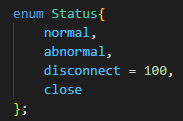 enum Status{
    normal,
    abnormal,
    disconnect = 100,
    close
};